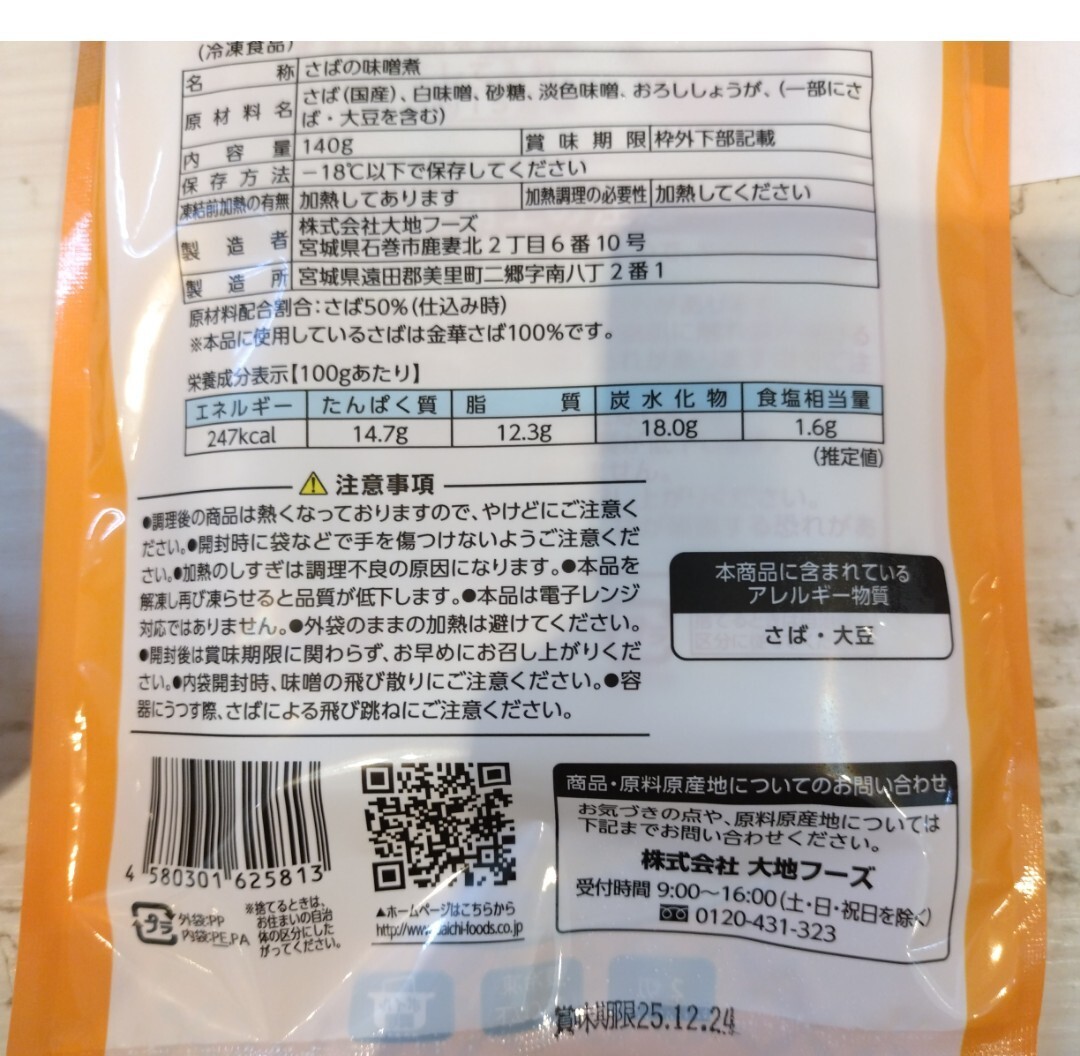 (冷凍食品)
名称 さばの味噌煮
原材料名 さば(国産)、白味噌、砂糖、淡色味噌、おろししょうが、(一部にさ
ば・大豆を含む)
内容量 140g 賞味期限 枠外下部記載
保存方法 −18℃以下で保存してください
凍結前加熱の有無 加熱してあります 加熱調理の必要性 加熱してください
製造者 株式会社大地フーズ
宮城県石巻市鹿妻北2丁目6番10号
製造所 宮城県遠田郡美里町二郷字南八丁2番1
原材料配合割合:さば50%(仕込み時)
※本品に使用しているさばは金華さば100%です。
栄養成分表示【100gあたり】
エネルギー たんぱく質 脂質 炭水化物 食塩相当量
247kcal 14.7g 12.3g 18.0g 1.6g
(推定値)
注意事項
●調理後の商品は熱くなっておりますので、やけどにご注意く
ださい。●開封時に袋などで手を傷つけないようご注意くだ
さい。●加熱のしすぎは調理不良の原因になります。●本品を
解凍し再び凍らせると品質が低下します。●本品は電子レンジ
対応ではありません。●外袋のままの加熱は避けてください。
●開封後は賞味期限に関わらず、お早めにお召し上がりくだ
さい。●内袋開封時、味噌の飛び散りにご注意ください。●容
器にうつす際、さばによる飛び跳ねにご注意ください。
本商品に含まれている
アレルギー物質
さば・大豆
4 580301 625813
プラ
外袋:PP
内袋:PE,PA
※捨てるときは、
お住まいの自治
体の区分にした
がってください。
▲ホームページはこちらから
http://www.daichi-foods.co.jp
商品・原料原産地についてのお問い合わせ
お気づきの点や、原料原産地については
下記までお問い合わせください。
株式会社 大地フーズ
受付時間 9:00〜16:00(土・日・祝日を除く)
0120-431-323
賞味期限25.12.24